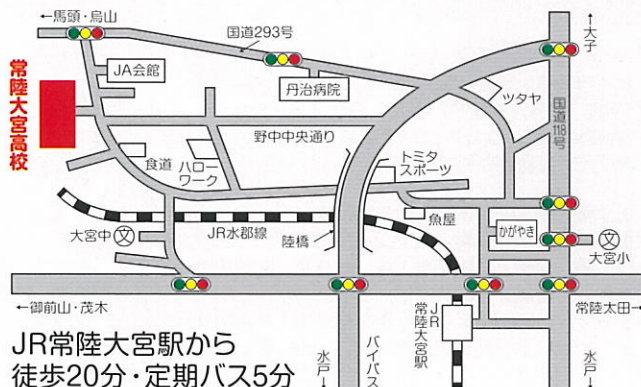 ←馬頭・烏山
国道293号
←大子
JA会館
丹治病院
ツタヤ
常陸大宮高校
野中中央通り
国道118号
食道
ハロー
ワーク
トミタ
スポーツ
魚屋
かがやき
大宮中
文
JR水郡線
陸橋
文
大宮小
←御前山・茂木
常陸太田→
JR
常陸大宮駅
JR常陸大宮駅から
徒歩20分・定期バス5分
水戸→
バイパス
水戸→